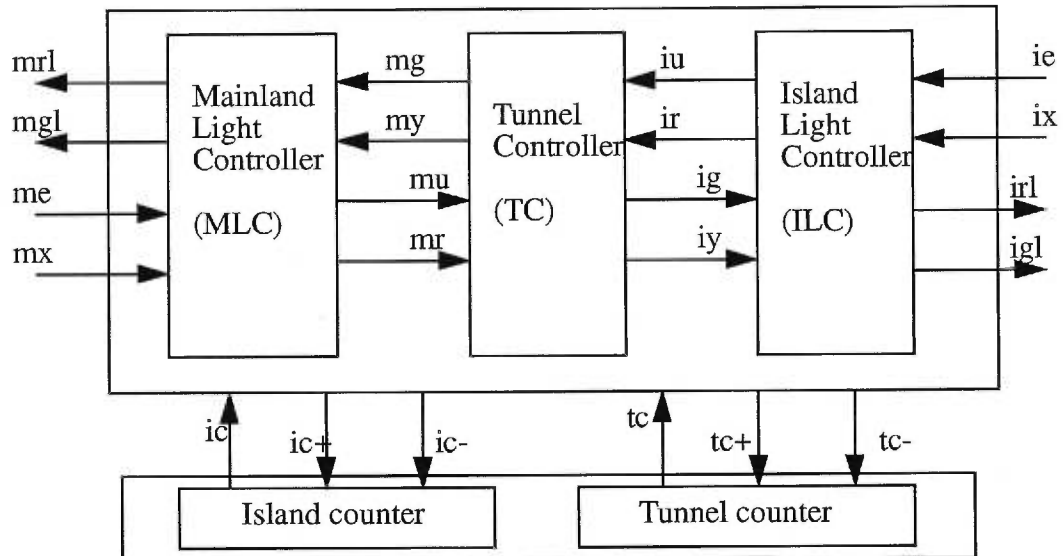 mrl
mgl
me
mx
Mainland
Light
Controller
(MLC)
mg
my
mu
mr
Tunnel
Controller
(TC)
iu
ir
ig
iy
Island
Light
Controller
(ILC)
ie
ix
irl
igl
ic
ic+
ic-
tc
tc+
tc-
Island counter
Tunnel counter